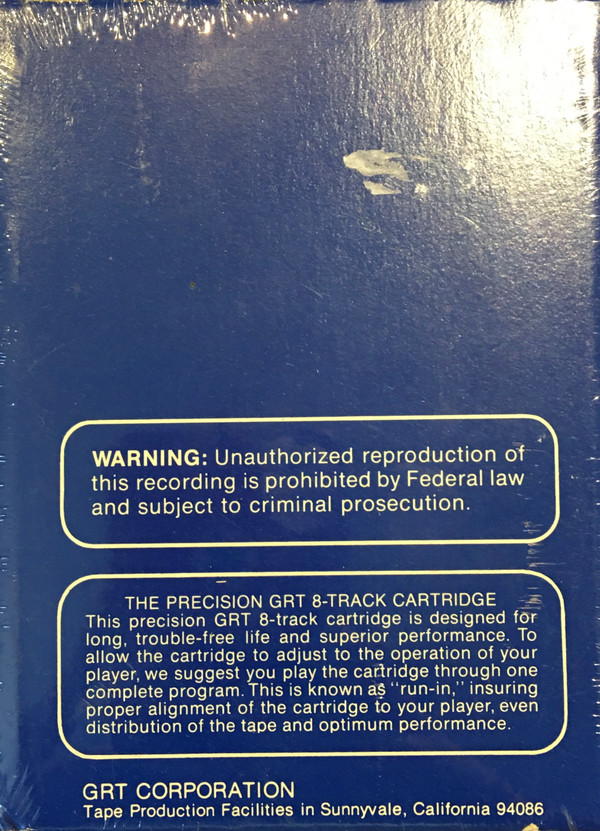 WARNING: Unauthorized reproduction of
this recording is prohibited by Federal law
and subject to criminal prosecution.
THE PRECISION GRT 8-TRACK CARTRIDGE
This precision GRT 8-track cartridge is designed for
long, trouble-free life and superior performance. To
allow the cartridge to adjust to the operation of your
player, we suggest you play the cartridge through one
complete program. This is known as "run-in," insuring
proper alignment of the cartridge to your player, even
distribution of the tape and optimum performance.
GRT CORPORATION
Tape Production Facilities in Sunnyvale, California 94086